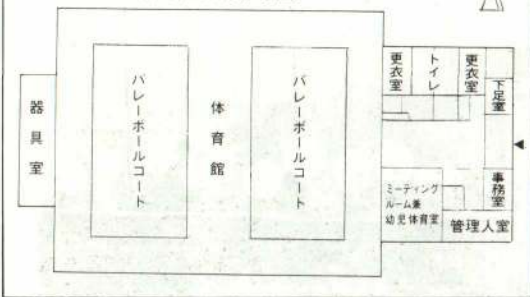 器具室
バレーボールコート
体育館
バレーボールコート
更衣室
トイレ
更衣室
下足室
事務室
ミーティング
ルーム兼
幼児体育室
管理人室